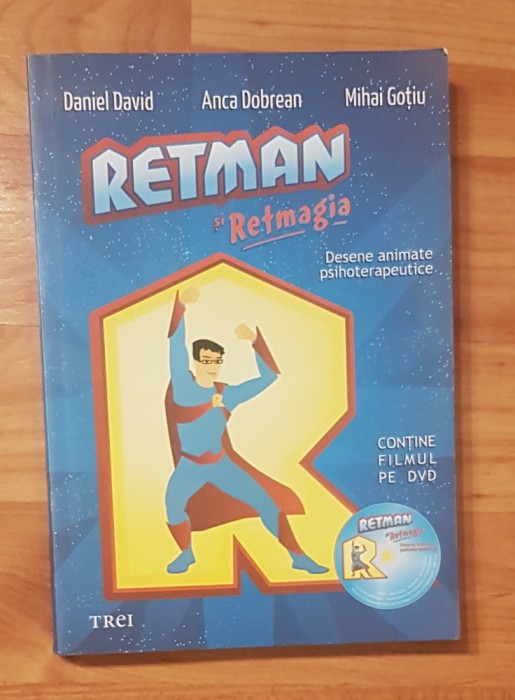 Daniel David Anca Dobrean Mihai Goțiu
RETMAN
și Retmagia
Desene animate
psihoterapeutice
CONȚINE
FILMUL
PE DVD
RETMAN
și Retmagia
TREI